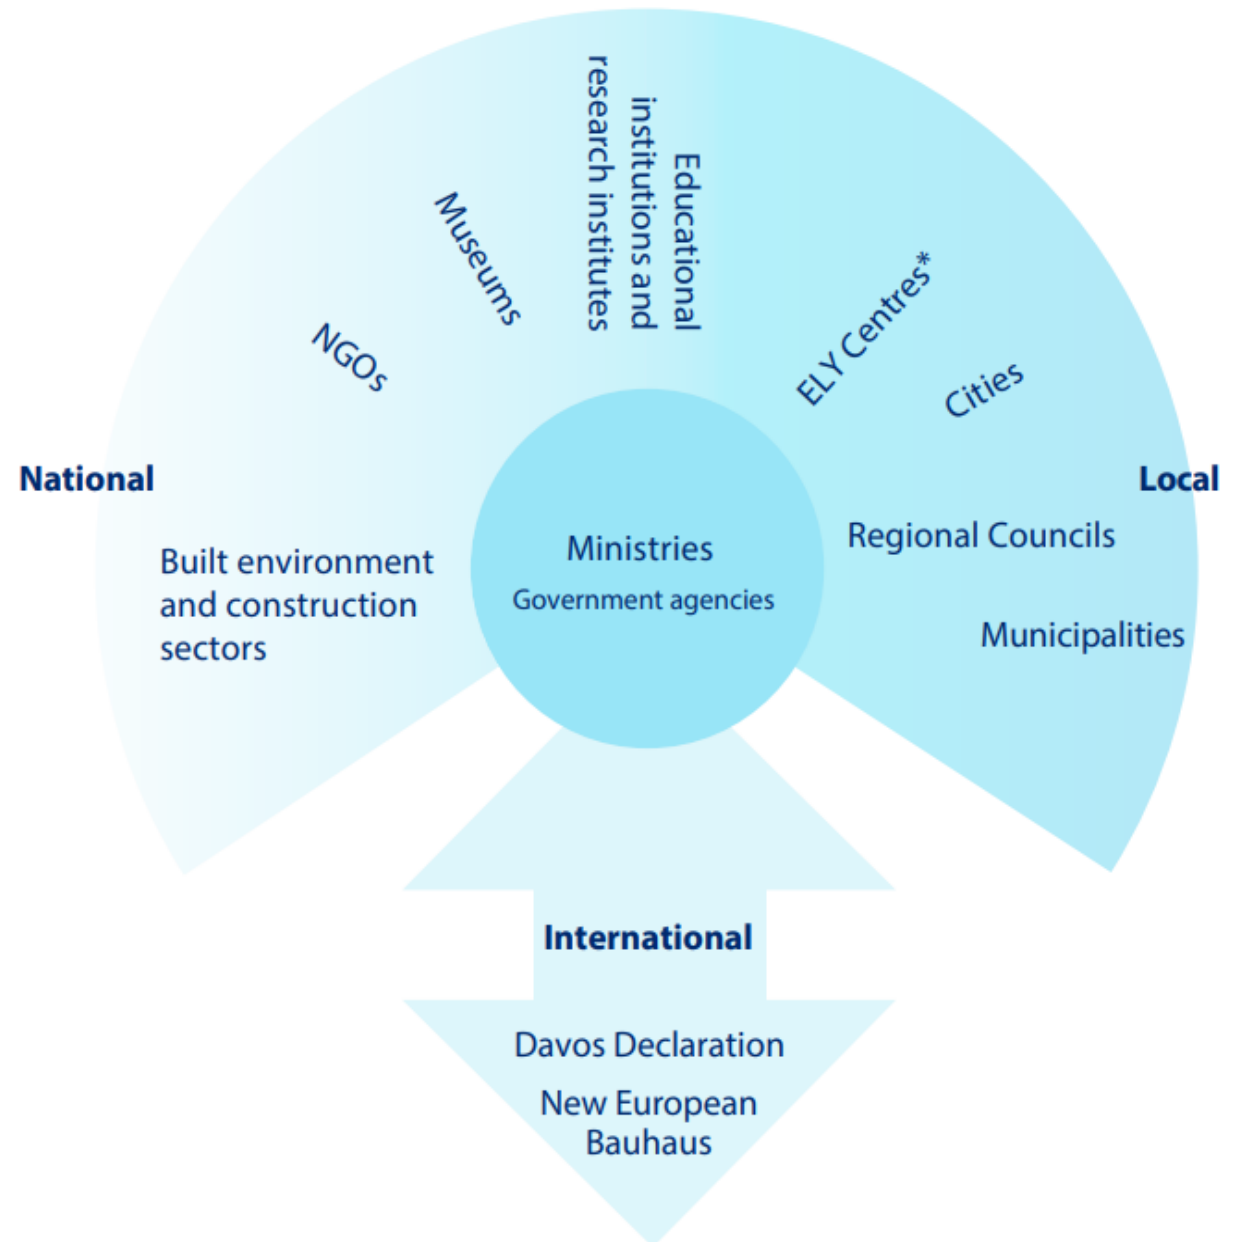 Educational
institutions and
research institutes
Museums
NGOs
ELY Centres*
Cities
National
Local
Built environment
and construction
sectors
Ministries
Government agencies
Regional Councils
Municipalities
International
Davos Declaration
New European
Bauhaus